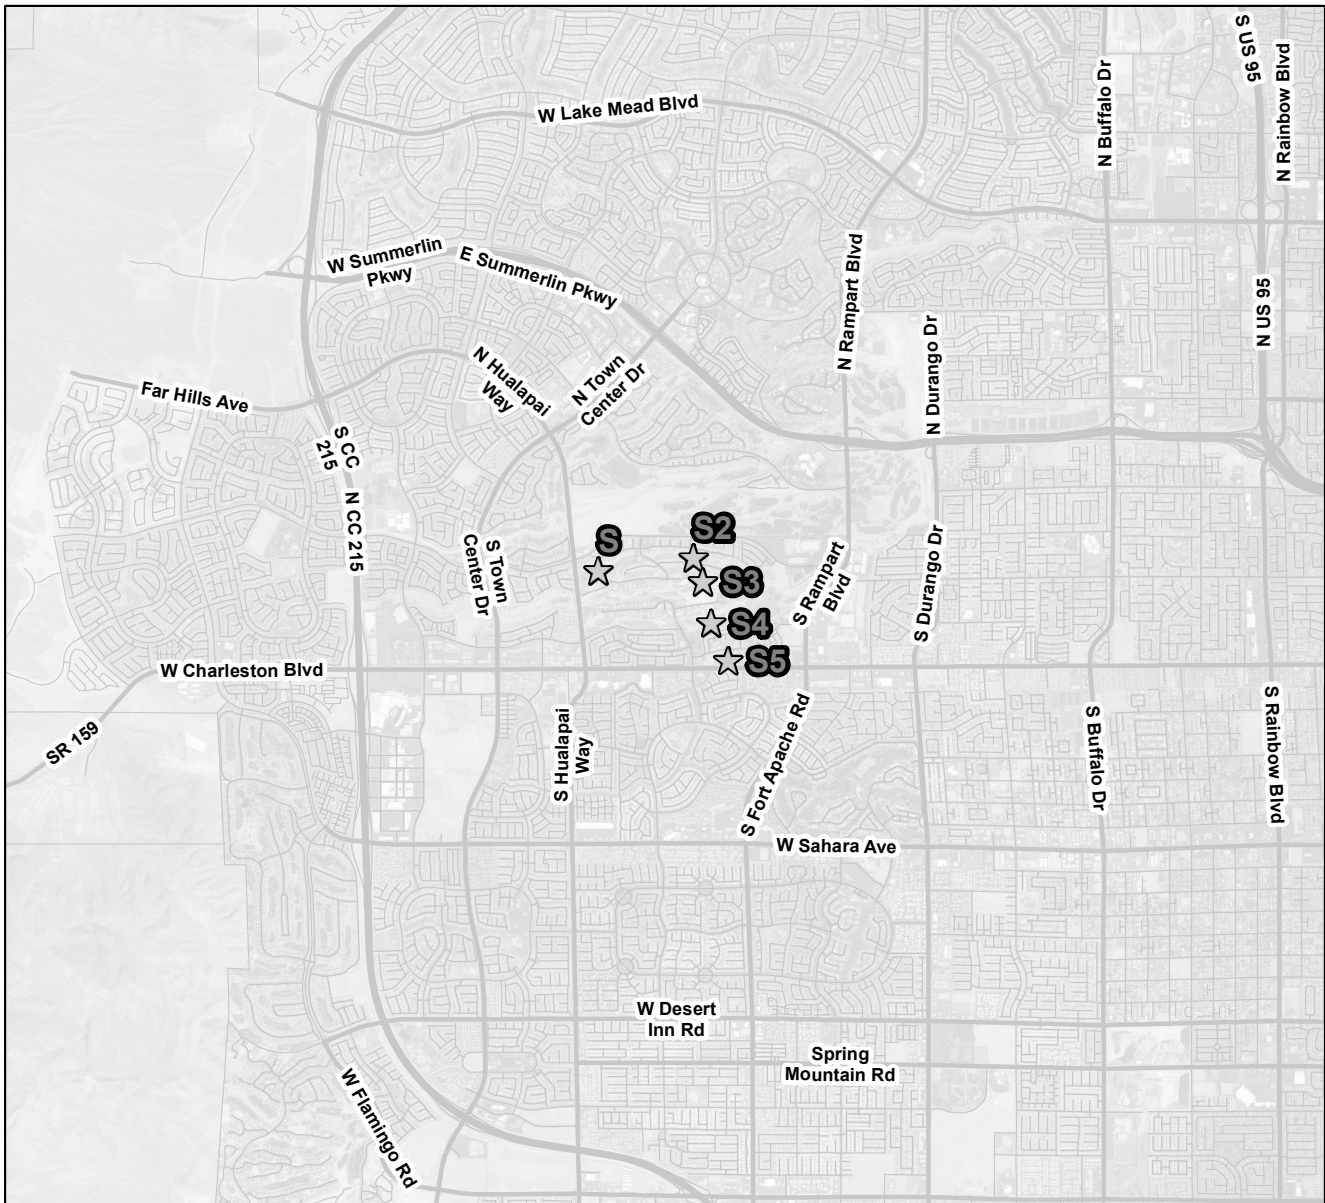 S US 95
N Rainbow Blvd
N Buffalo Dr
W Lake Mead Blvd
W Summerlin
Pkwy
E Summerlin Pkwy
N Rampart Blvd
N US 95
N Durango Dr
N Hualapai
Way
N Town
Center Dr
Far Hills Ave
S CC
215
N CC 215
S Town
Center Dr
S
S2
S3
S4
S5
S Rampart
Blvd
S Durango Dr
W Charleston Blvd
SR 159
S Hualapai
Way
S Fort Apache Rd
S Buffalo Dr
S Rainbow Blvd
W Sahara Ave
W Desert
Inn Rd
Spring
Mountain Rd
W Flamingo Rd